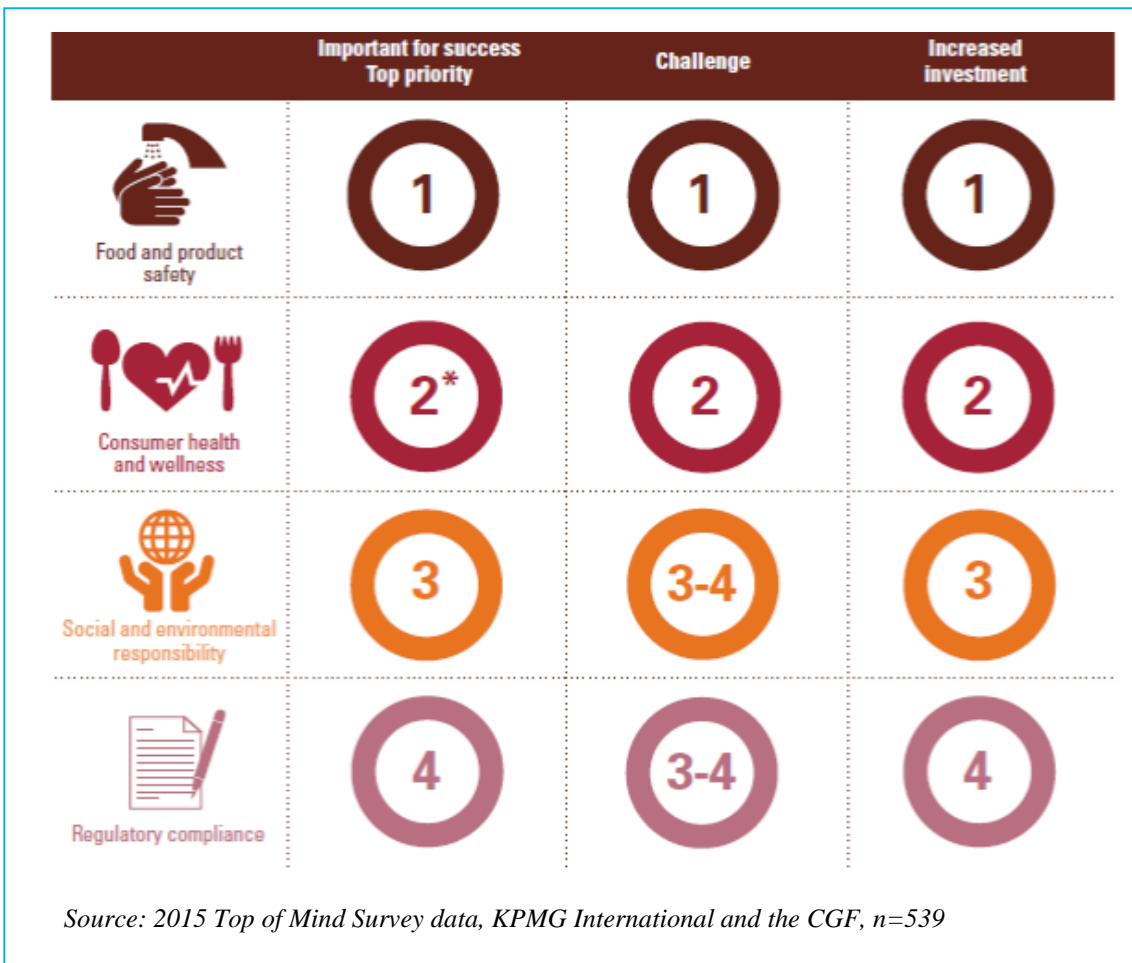 Important for success
Top priority
Challenge
Increased
investment
1
1
1
Food and product
safety
2*
2
2
Consumer health
and wellness
3
3-4
3
Social and environmental
responsibility
4
3-4
4
Regulatory compliance
Source: 2015 Top of Mind Survey data, KPMG International and the CGF, n=539